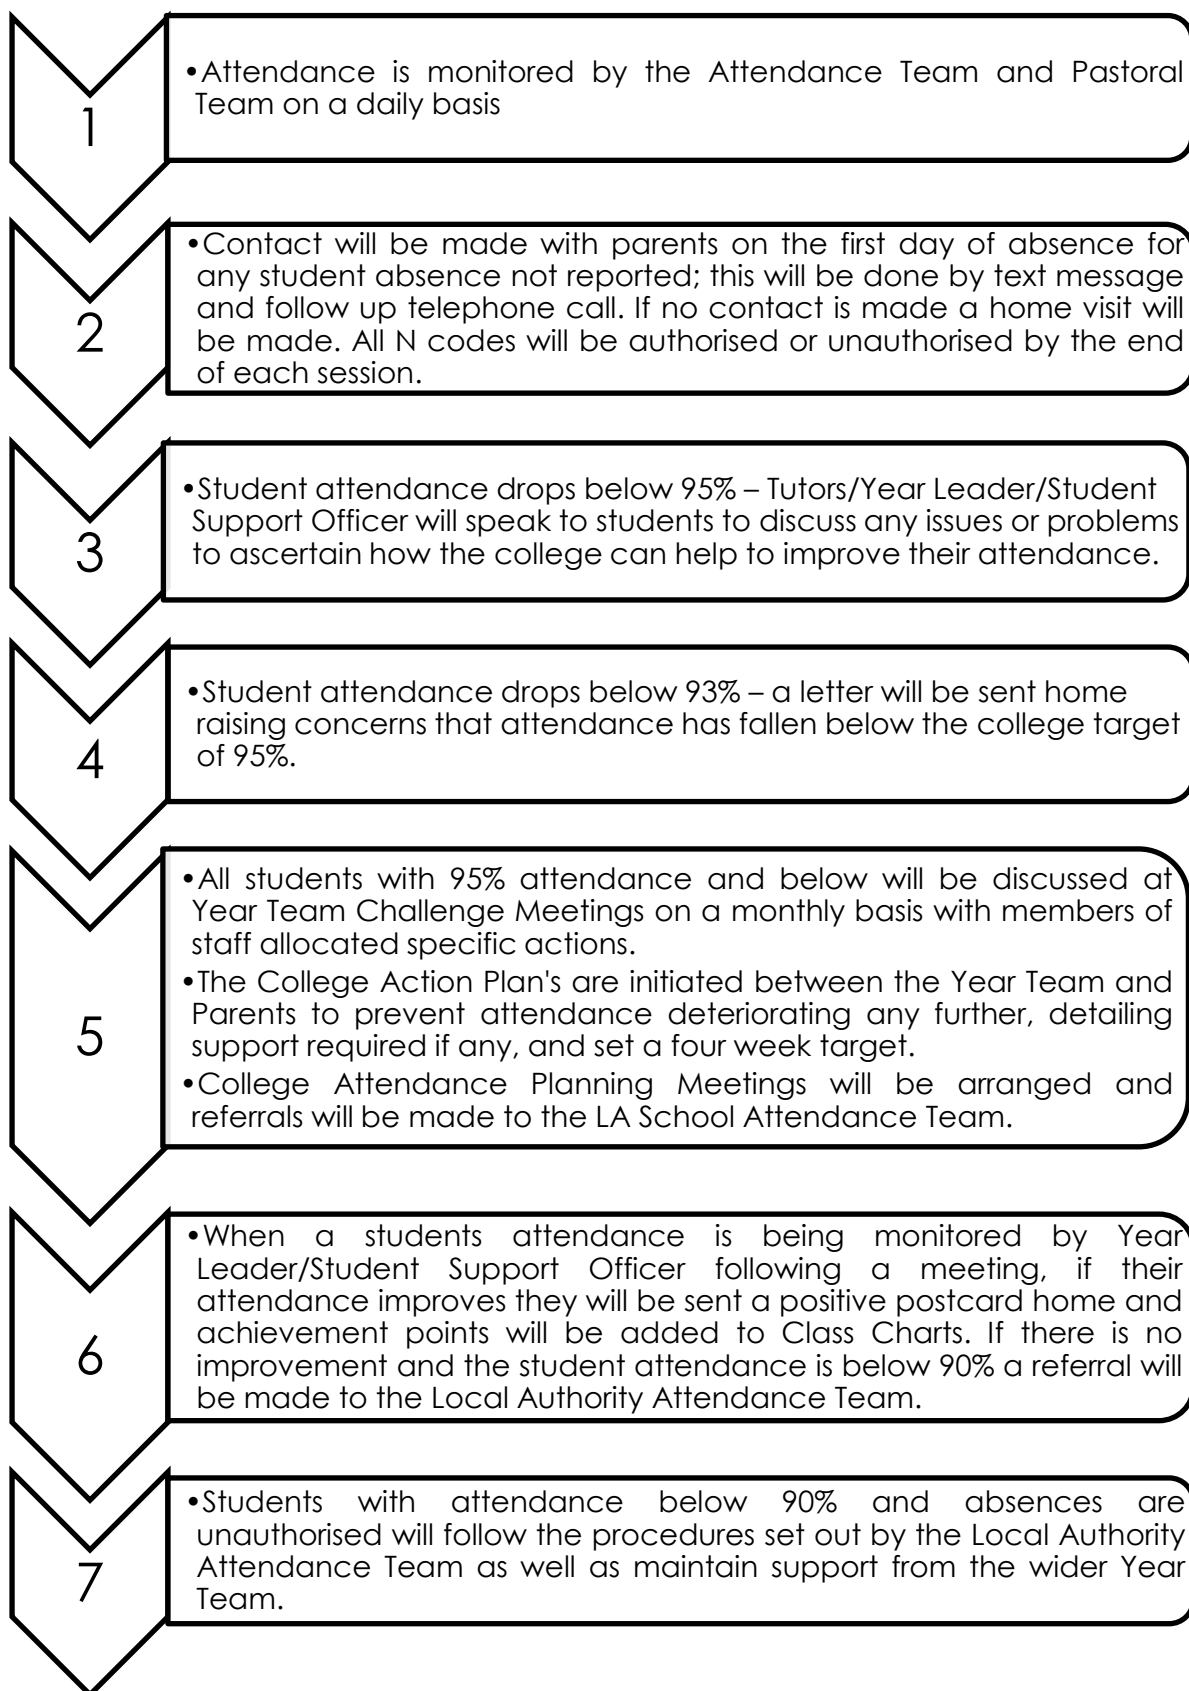 1
•Attendance is monitored by the Attendance Team and Pastoral
Team on a daily basis
2
•Contact will be made with parents on the first day of absence for
any student absence not reported; this will be done by text message
and follow up telephone call. If no contact is made a home visit will
be made. All N codes will be authorised or unauthorised by the end
of each session.
3
•Student attendance drops below 95% – Tutors/Year Leader/Student
Support Officer will speak to students to discuss any issues or problems
to ascertain how the college can help to improve their attendance.
4
•Student attendance drops below 93% – a letter will be sent home
raising concerns that attendance has fallen below the college target
of 95%.
5
•All students with 95% attendance and below will be discussed at
Year Team Challenge Meetings on a monthly basis with members of
staff allocated specific actions.
•The College Action Plan's are initiated between the Year Team and
Parents to prevent attendance deteriorating any further, detailing
support required if any, and set a four week target.
•College Attendance Planning Meetings will be arranged and
referrals will be made to the LA School Attendance Team.
6
•When a students attendance is being monitored by Year
Leader/Student Support Officer following a meeting, if their
attendance improves they will be sent a positive postcard home and
achievement points will be added to Class Charts. If there is no
improvement and the student attendance is below 90% a referral will
be made to the Local Authority Attendance Team.
7
•Students with attendance below 90% and absences are
unauthorised will follow the procedures set out by the Local Authority
Attendance Team as well as maintain support from the wider Year
Team.